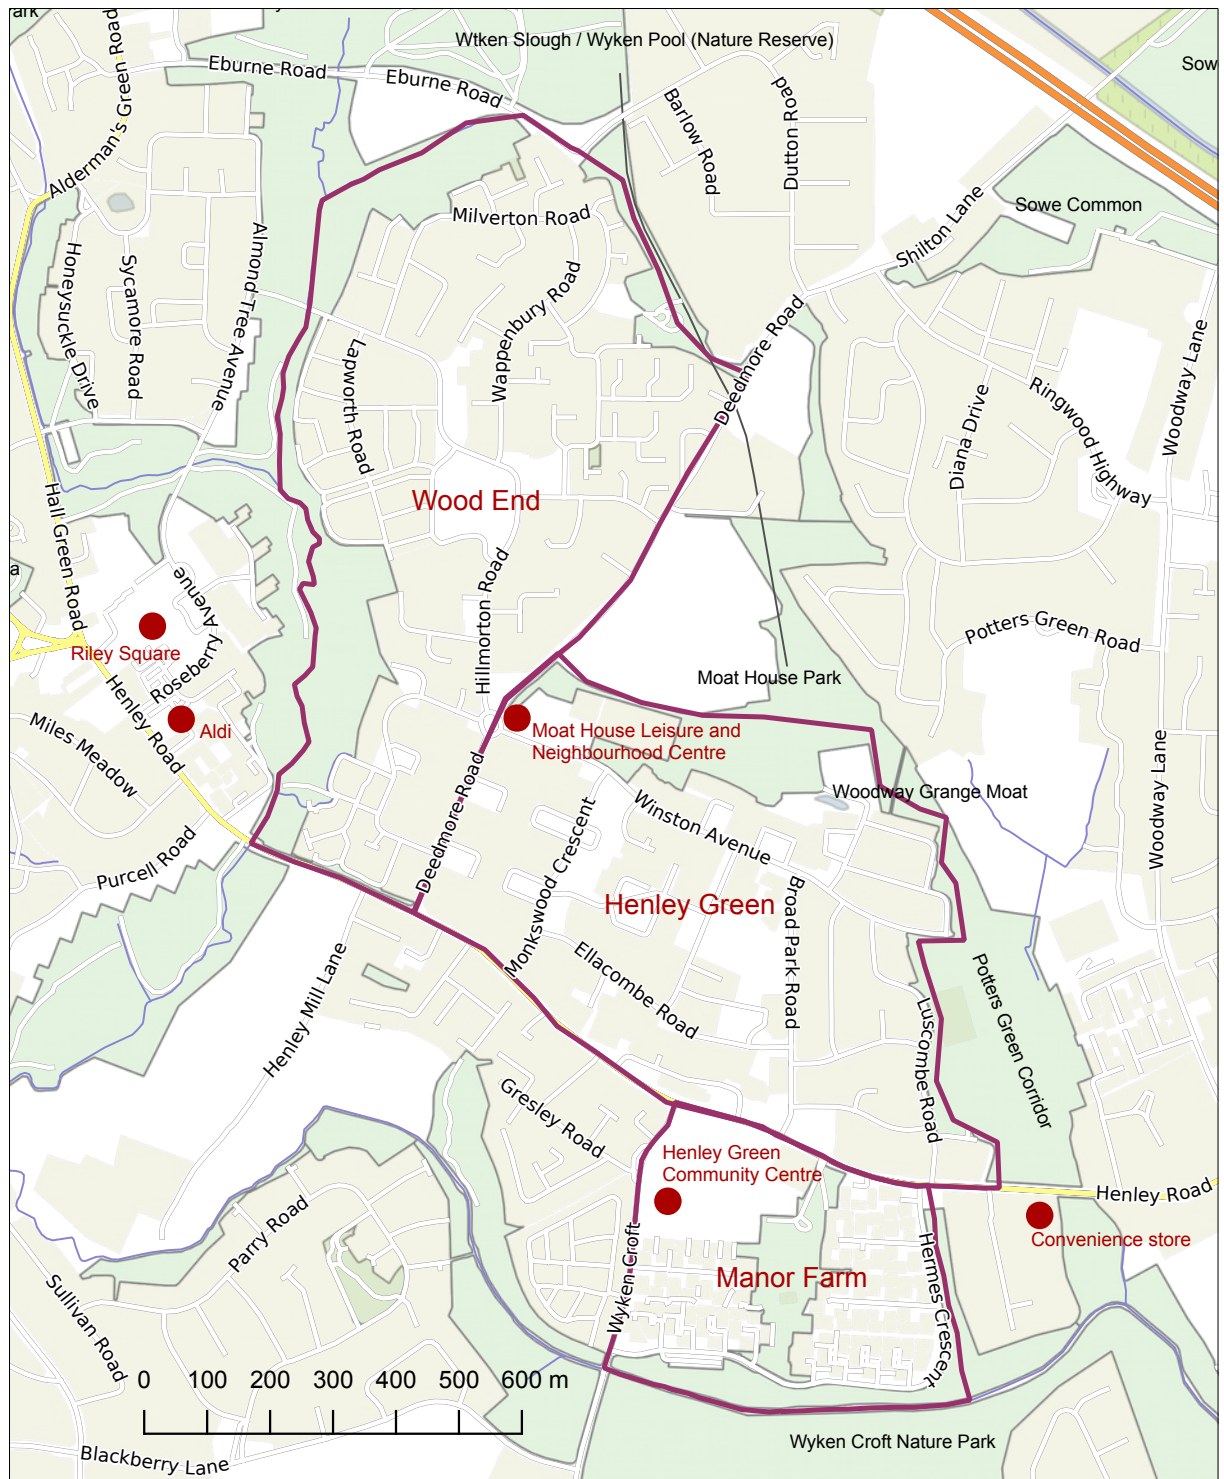 ark
Wtken Slough / Wyken Pool (Nature Reserve)
Eburne Road
Eburne Road
Sow
Alderman's Green Road
Barlow Road
Dutton Road
Milverton Road
Shilton Lane
Sowe Common
Honeysuckle Drive
Sycamore Road
Almond Tree Avenue
Wappenbury Road
Deedmore Road
Lapworth Road
Woodway Lane
Ringwood Highway
Diana Drive
Wood End
Hall Green Road
a
Roseberry Avenue
Hillmorton Road
Potters Green Road
Riley Square
Moat House Park
Henley Road
Aldi
Miles Meadow
Moat House Leisure and
Neighbourhood Centre
Woodway Grange Moat
Woodway Lane
Winston Avenue
Deedmore Road
Monkswood Crescent
Purcell Road
Henley Green
Broad Park Road
Ellacombe Road
Henley Mill Lane
Luscombe Road
Potters Green Corridor
Gresley Road
Henley Green
Community Centre
Henley Road
Parry Road
Convenience store
Wyken Croft
Manor Farm
Hermes Crescent
Sullivan Road
0 100 200 300 400 500 600 m
Wyken Croft Nature Park
Blackberry Lane